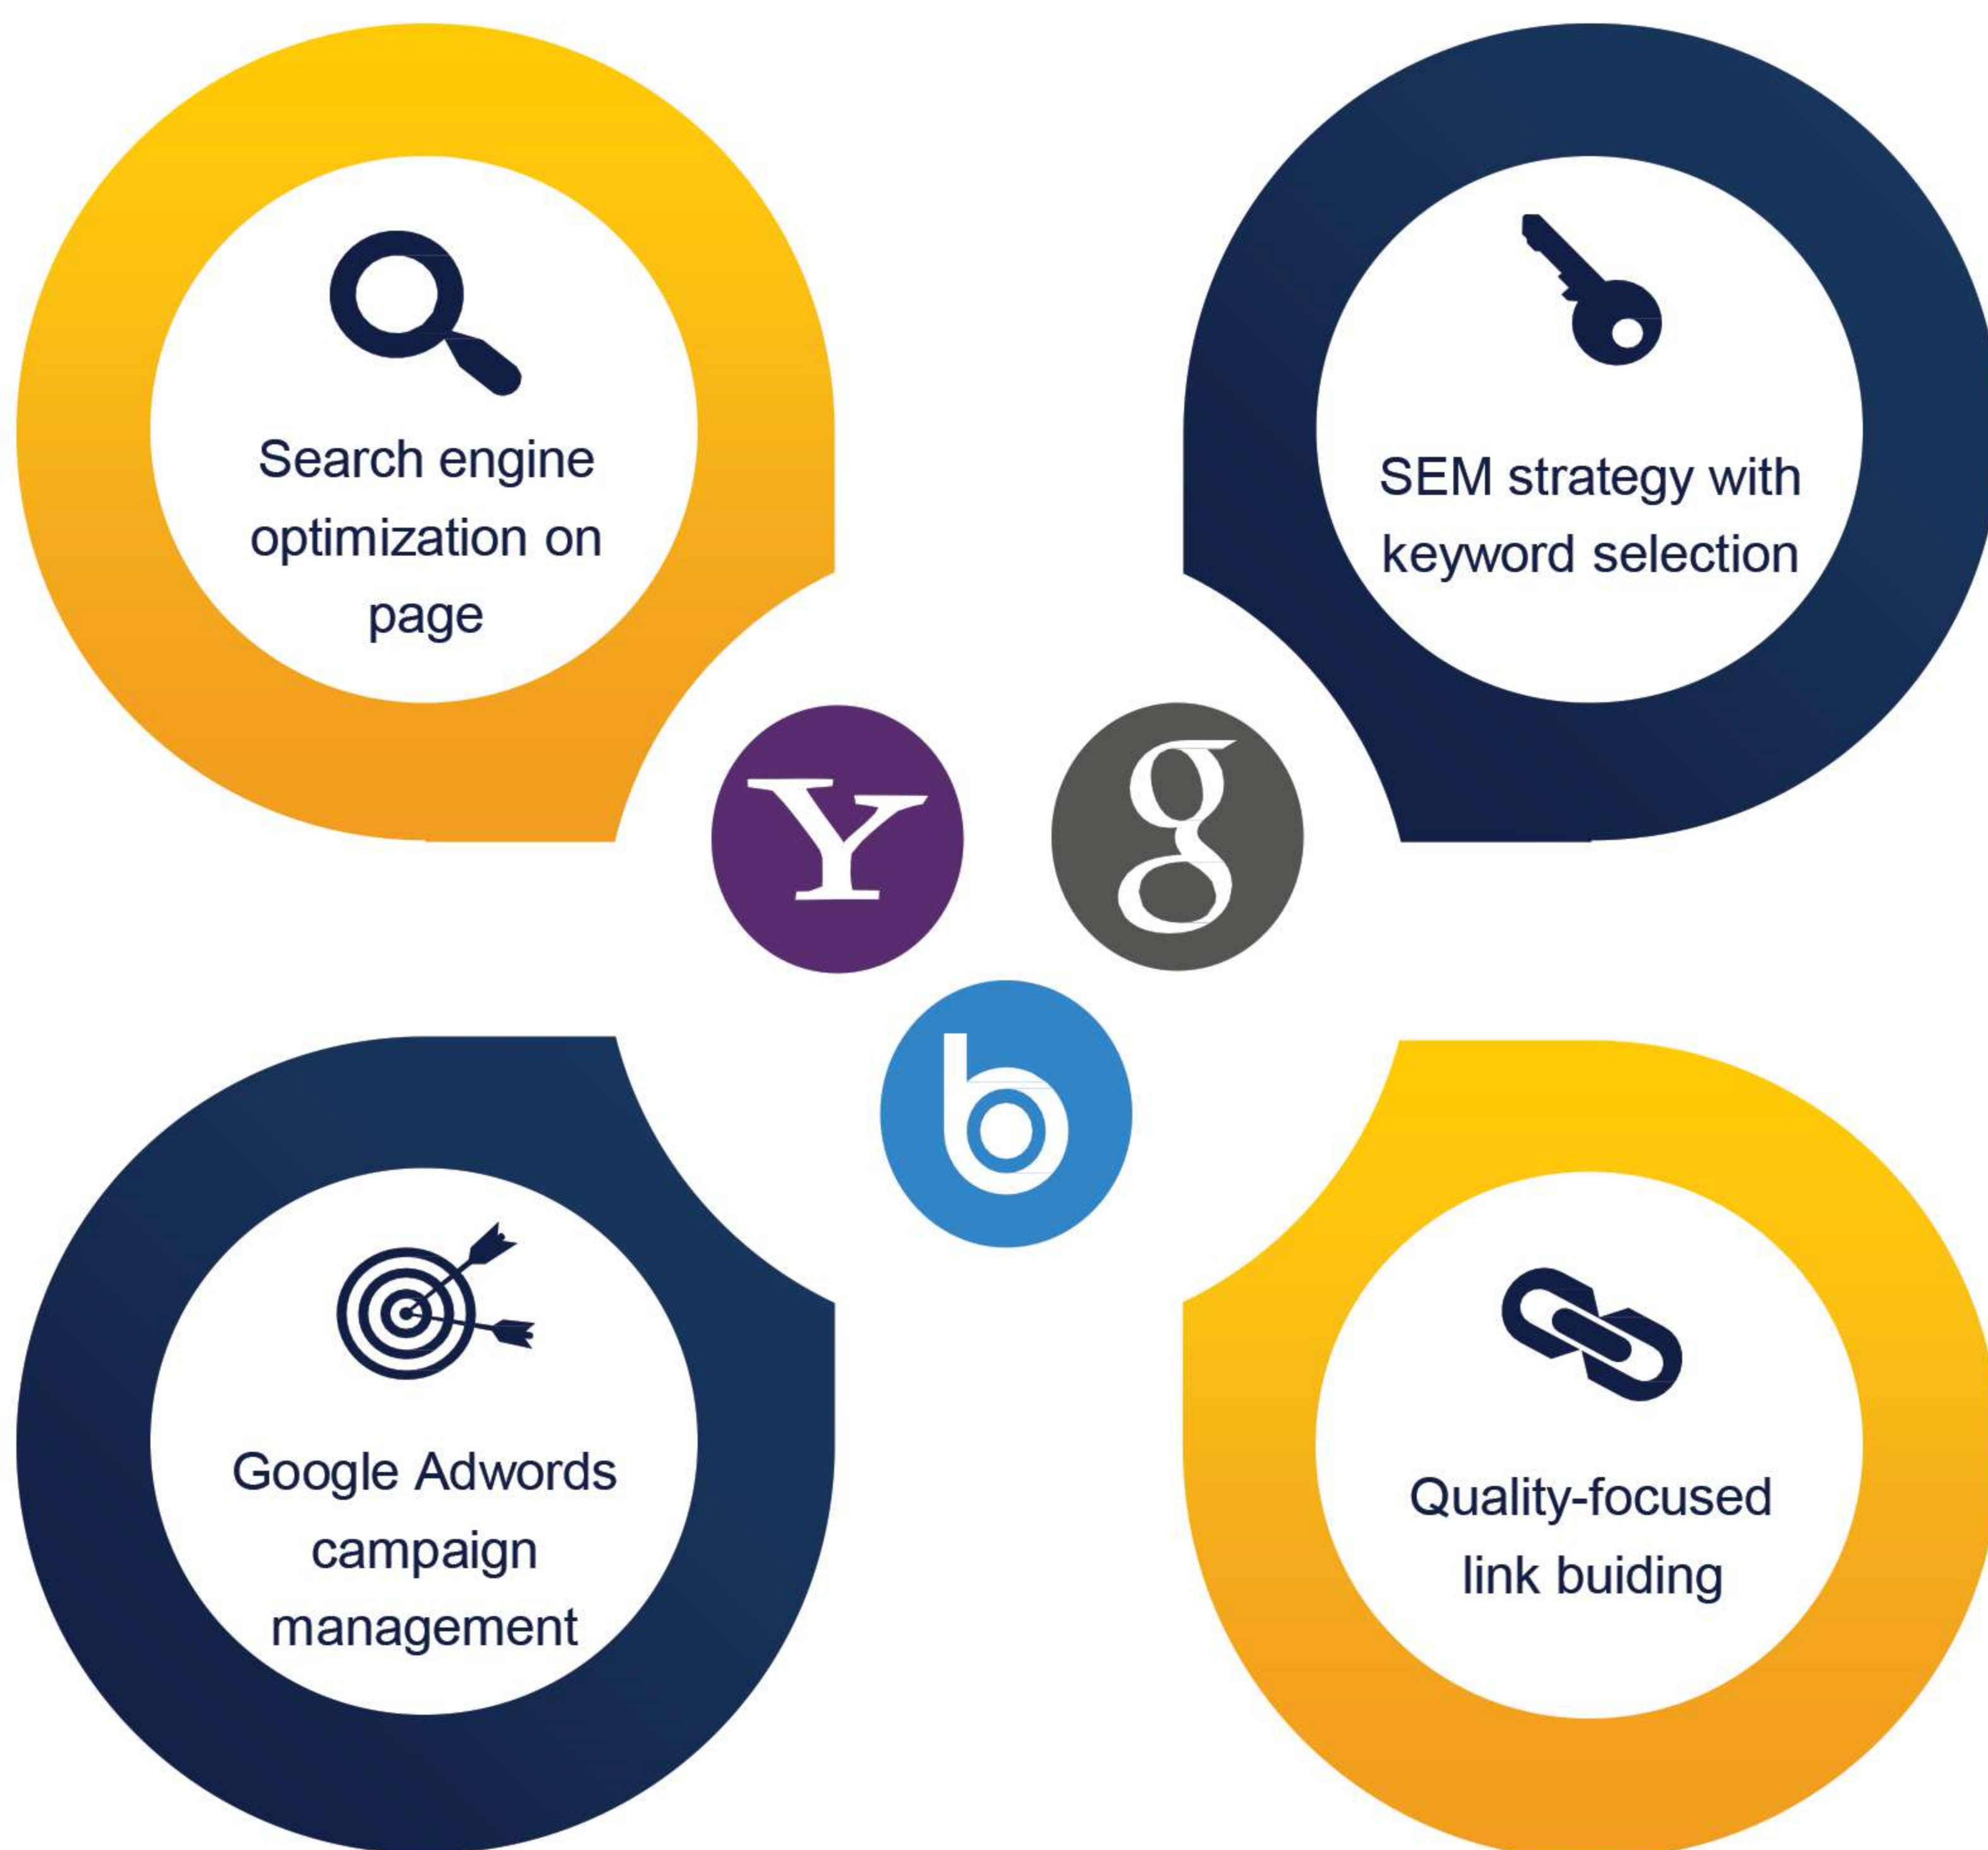 Search engine
optimization on
page
SEM strategy with
keyword selection
Y
g
b
Google Adwords
campaign
management
Quality-focused
link buiding